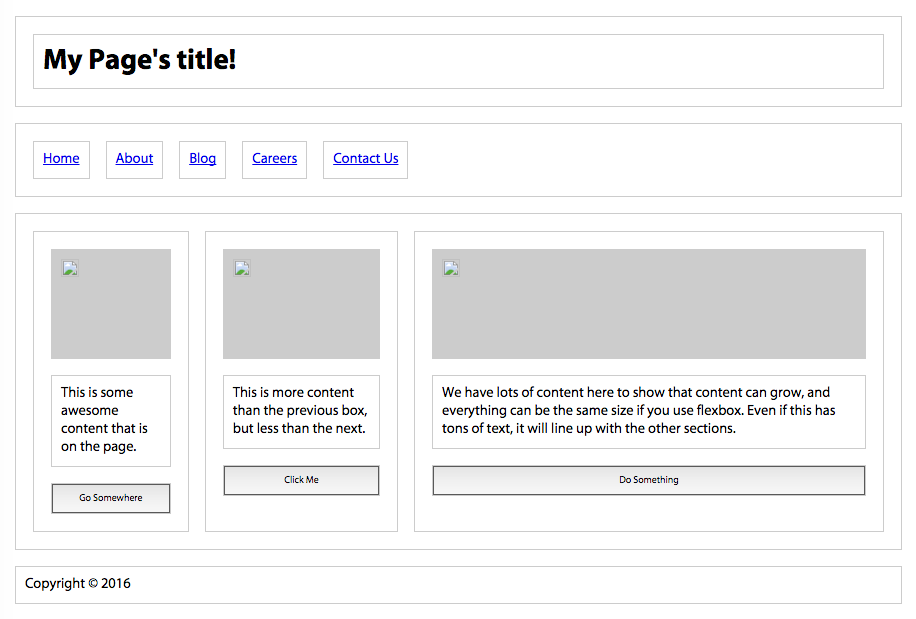 My Page's title!
Home About Blog Careers Contact Us
This is some
awesome
content that is
on the page.
Go Somewhere
This is more content
than the previous box,
but less than the next.
Click Me
We have lots of content here to show that content can grow, and
everything can be the same size if you use flexbox. Even if this has
tons of text, it will line up with the other sections.
Do Something
Copyright © 2016